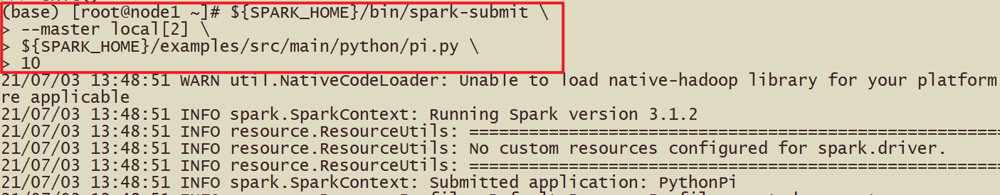 (base) [root@node1 ~]# ${SPARK_HOME}/bin/spark-submit \
> --master local[2] \
> ${SPARK_HOME}/examples/src/main/python/pi.py \
> 10
21/07/03 13:48:51 WARN util.NativeCodeLoader: Unable to load native-hadoop library for your platform
re applicable
21/07/03 13:48:51 INFO spark.SparkContext: Running Spark version 3.1.2
21/07/03 13:48:51 INFO resource.ResourceUtils: =====================================================
21/07/03 13:48:51 INFO resource.ResourceUtils: No custom resources configured for spark.driver.
21/07/03 13:48:51 INFO resource.ResourceUtils: =====================================================
21/07/03 13:48:51 INFO spark.SparkContext: Submitted application: PythonPi